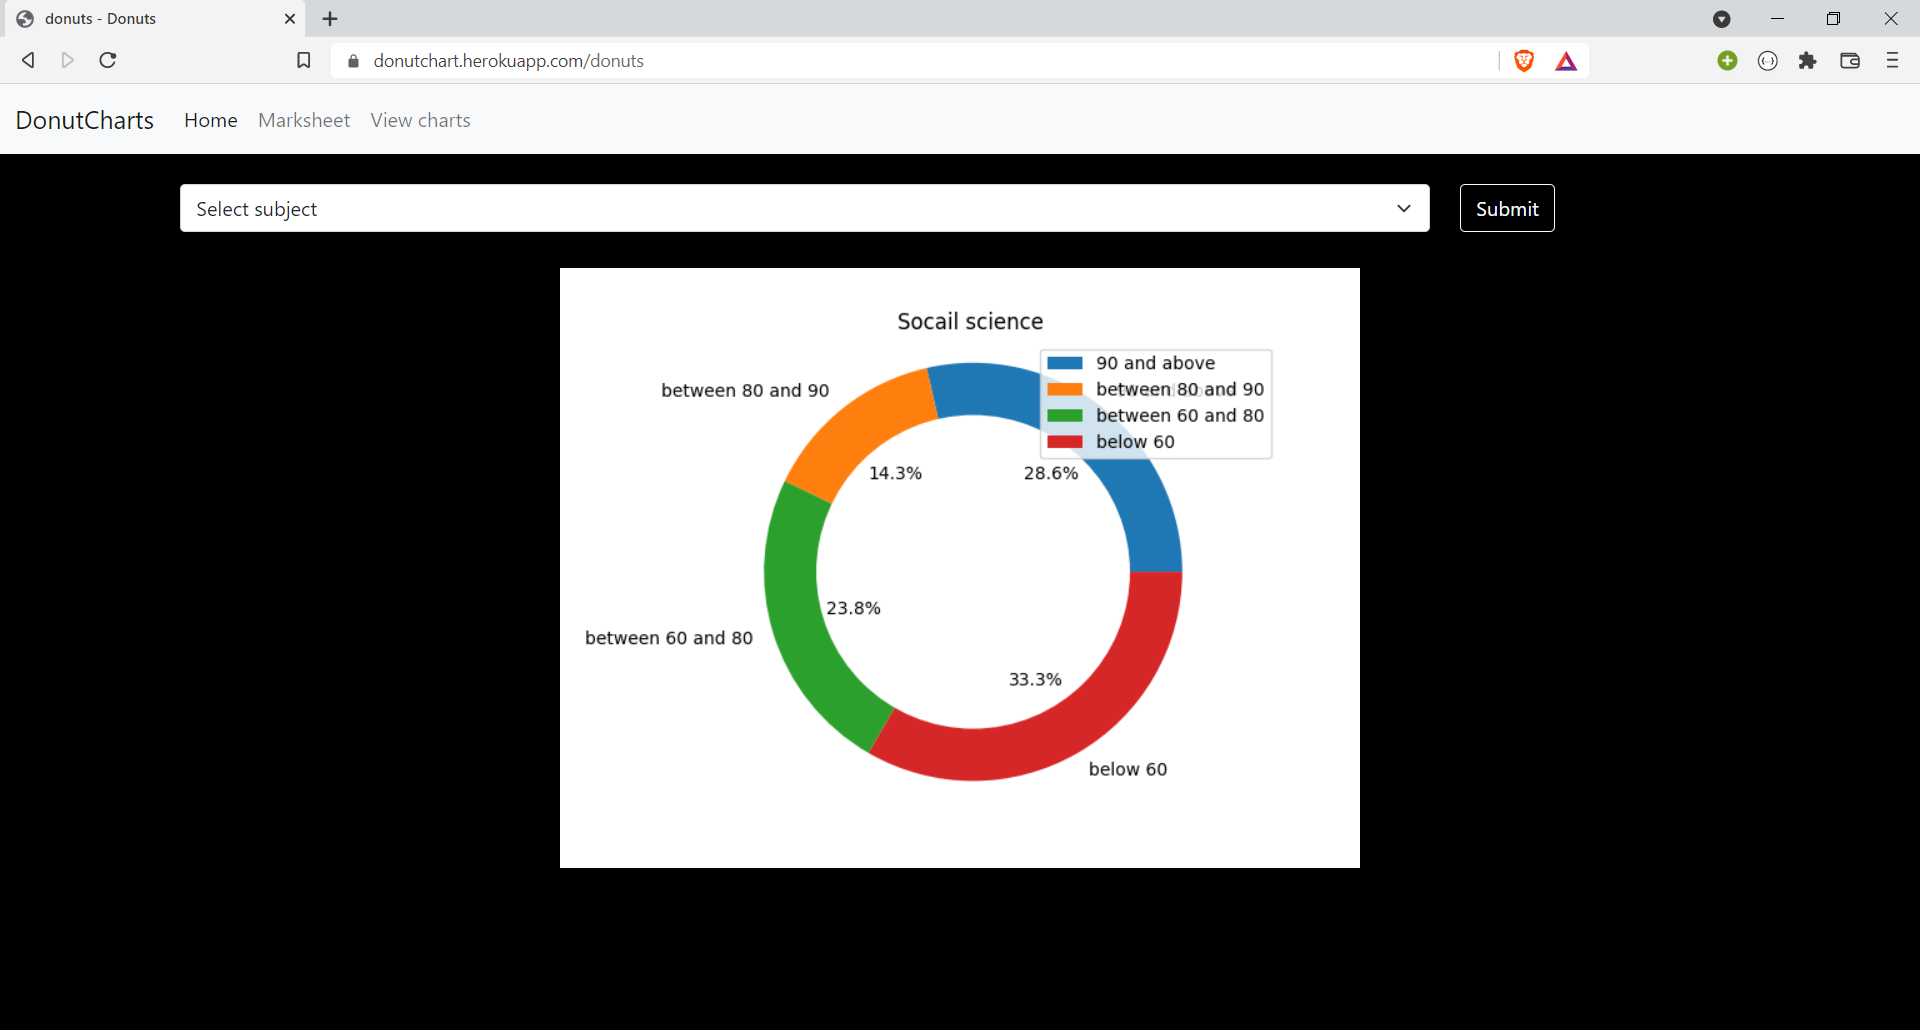 donuts - Donuts
donutchart.herokuapp.com/donuts
DonutCharts Home Marksheet View charts
Select subject
Submit
Socail science
90 and above
between 80 and 90
between 60 and 80
below 60
between 80 and 90
14.3%
28.6%
23.8%
between 60 and 80
33.3%
below 60